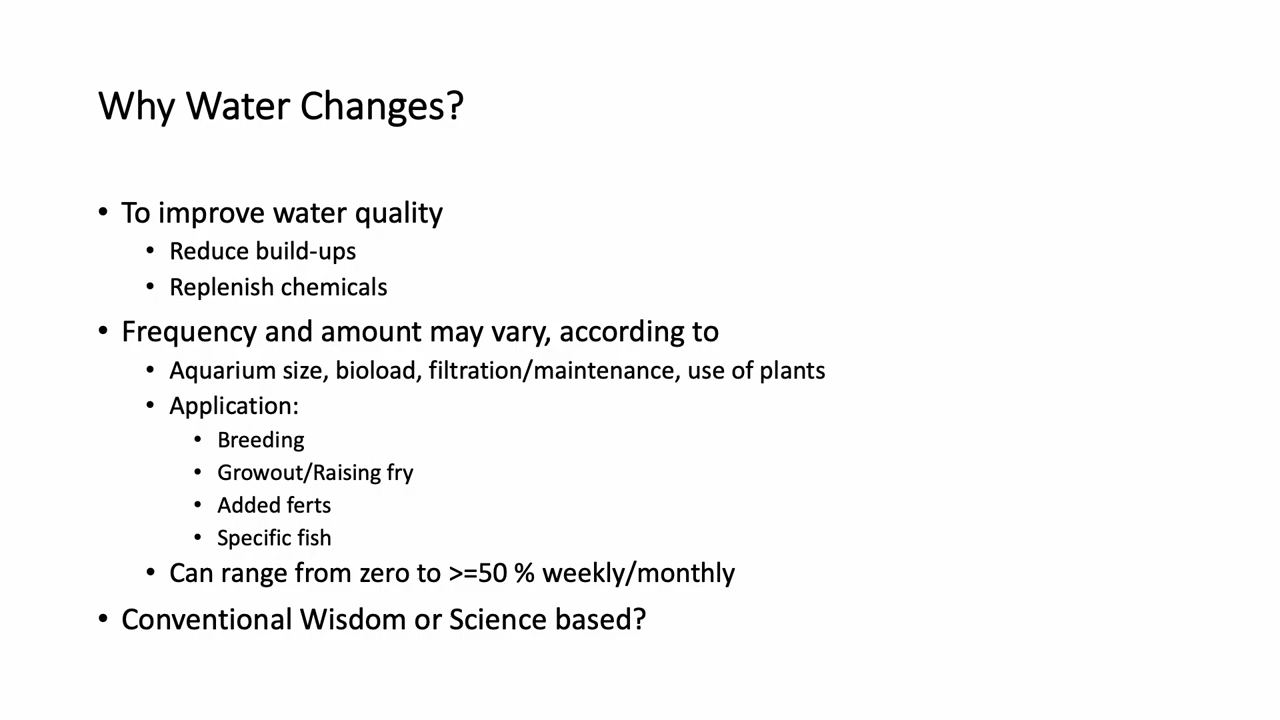 Why Water Changes?
• To improve water quality
• Reduce build-ups
• Replenish chemicals
• Frequency and amount may vary, according to
• Aquarium size, bioload, filtration/maintenance, use of plants
• Application:
• Breeding
• Growout/Raising fry
• Added ferts
• Specific fish
• Can range from zero to >=50 % weekly/monthly
• Conventional Wisdom or Science based?